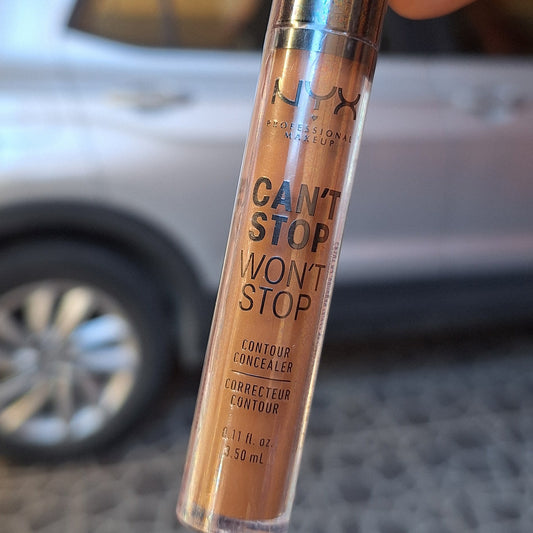 NYX
PROFESSIONAL
MAKEUP
CAN'T
STOP
WON'T
STOP
CONTOUR
CONCEALER
CORRECTEUR
CONTOUR
0.11 fl. oz.
3.50 mL